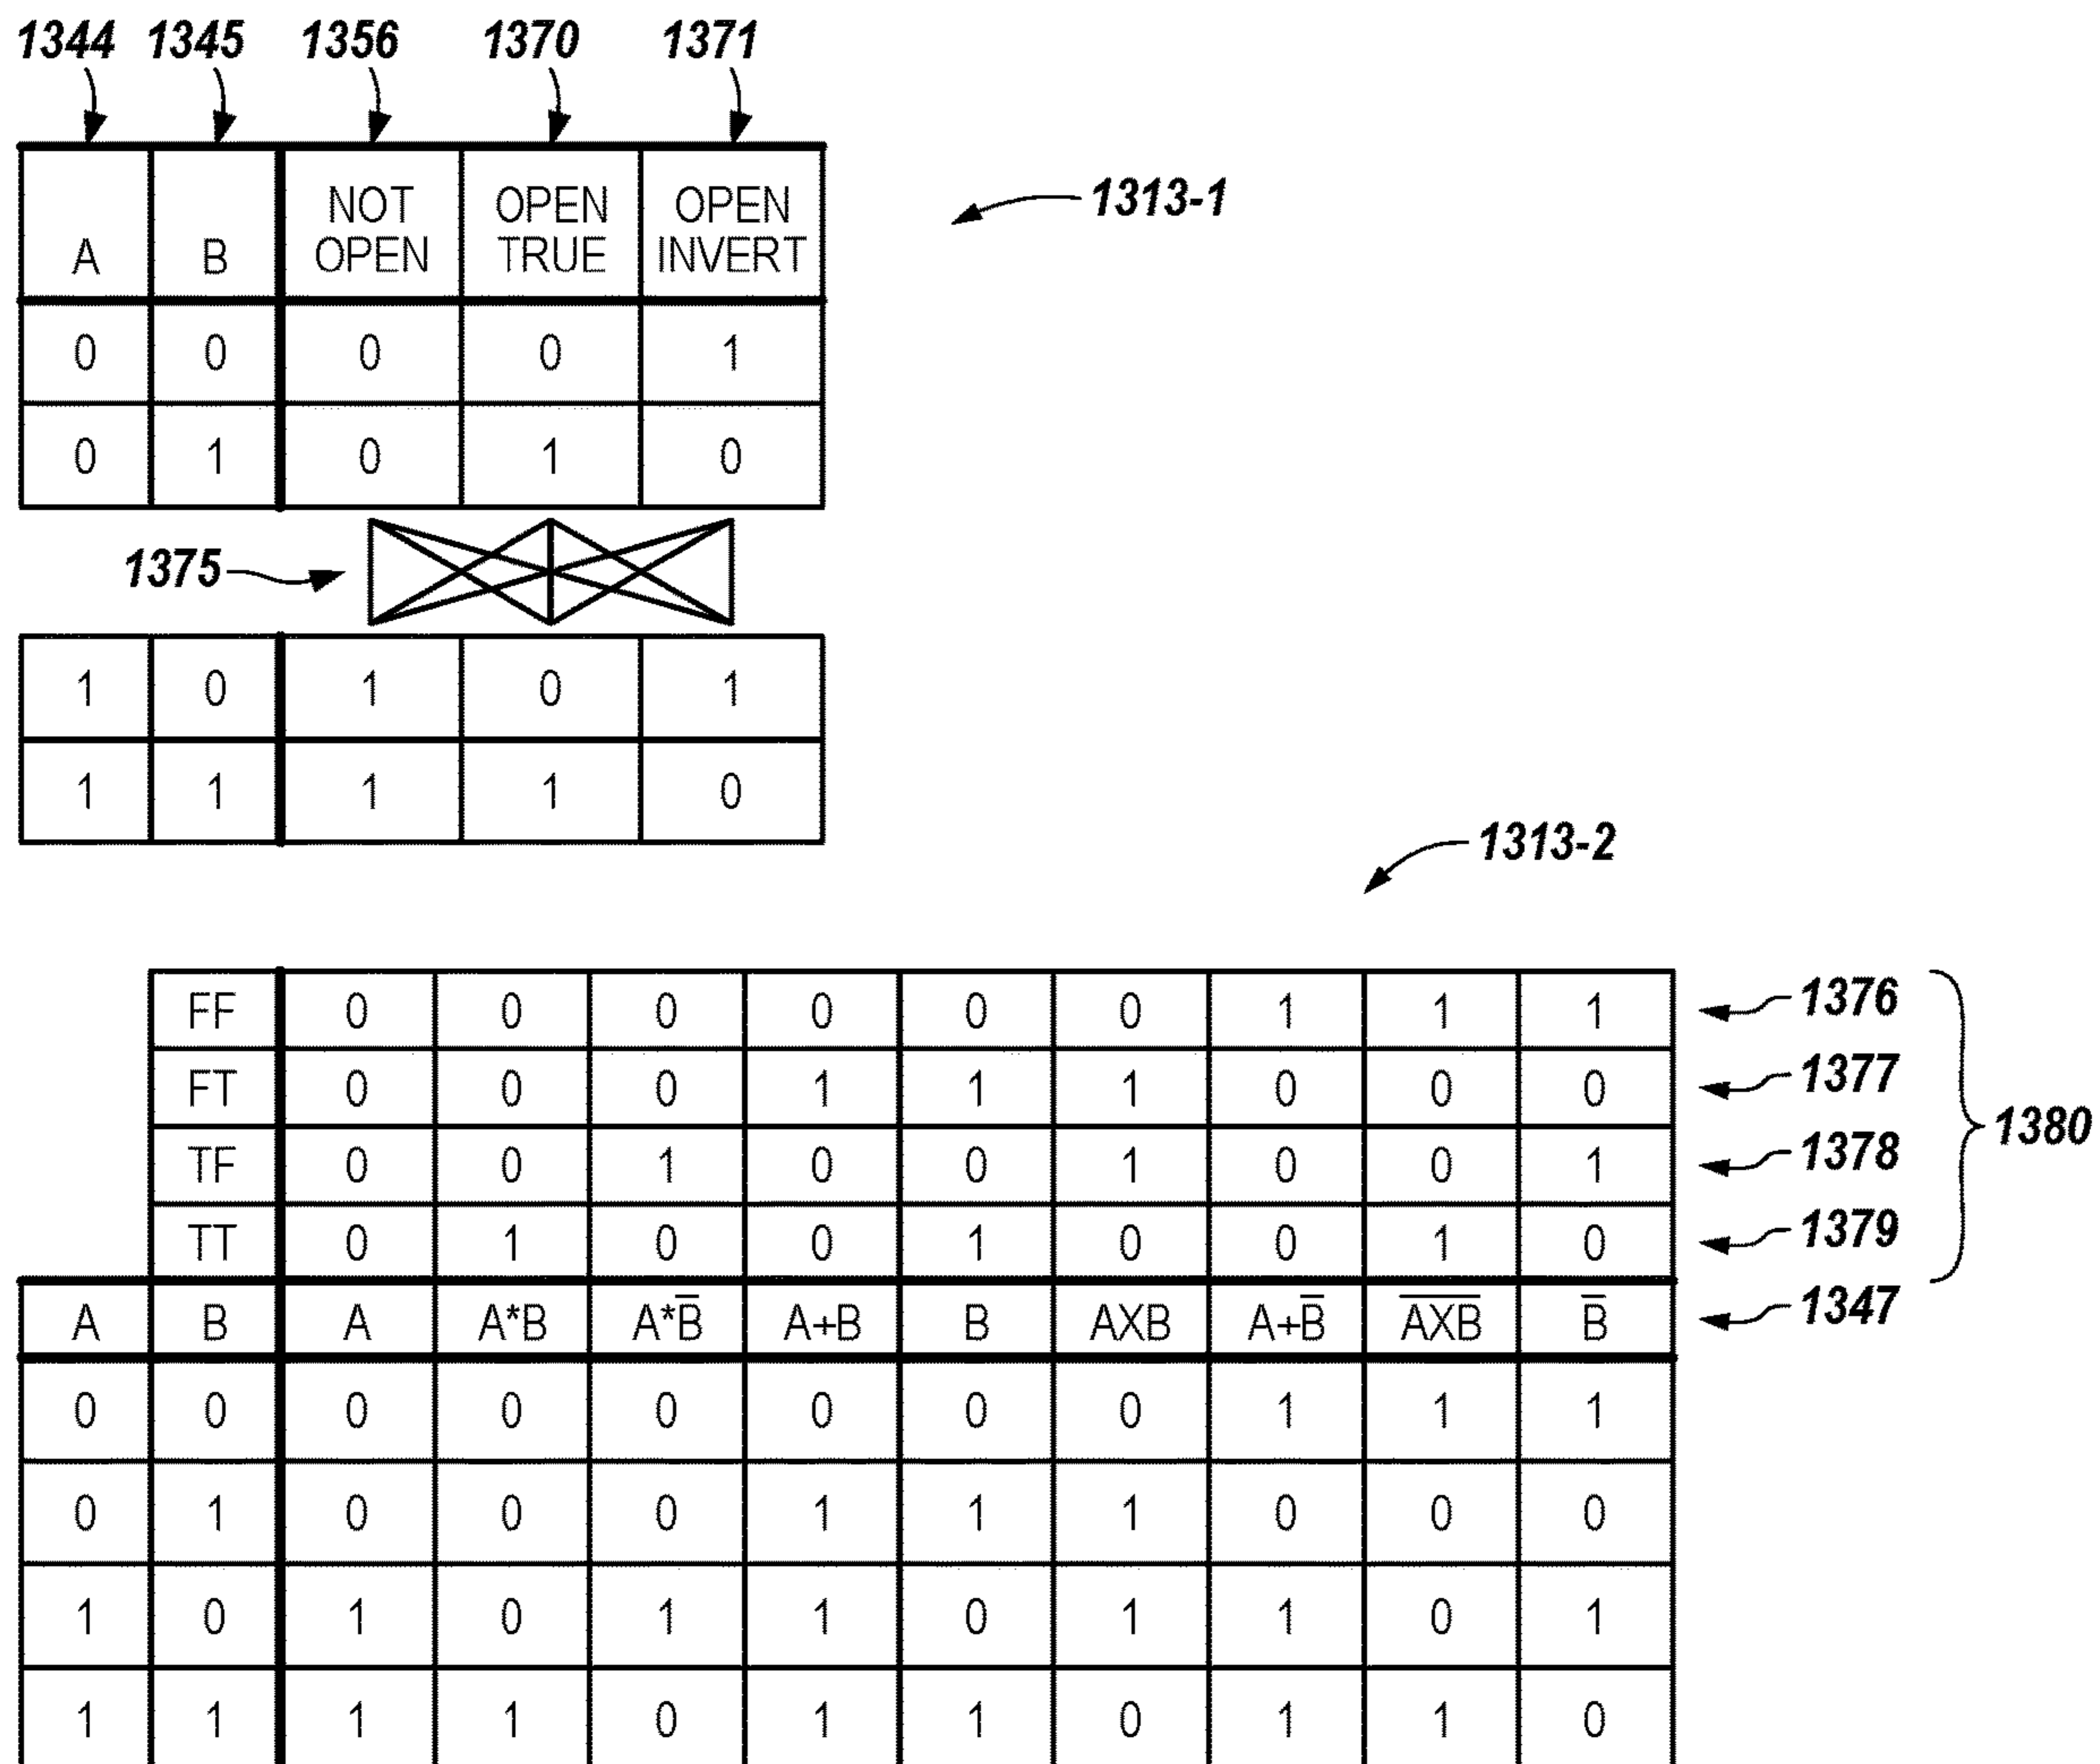 1344 1345 1356 1370 1371
1313-1
A B NOT OPEN OPEN TRUE OPEN INVERT
0 0 0 0 1
0 1 0 1 0
1375
1 0 1 0 1
1 1 1 1 0
1313-2
FF 0 0 0 0 0 0 1 1 1 1376
FT 0 0 0 1 1 1 0 0 0 1377
1380
TF 0 0 1 0 0 1 0 0 1 1378
TT 0 1 0 0 1 0 0 1 0 1379
A B A A*B A*B̅ A+B B AXB A+B̅ A̅X̅B̅ B̅ 1347
0 0 0 0 0 0 0 0 1 1 1
0 1 0 0 0 1 1 1 0 0 0
1 0 1 0 1 1 0 1 1 0 1
1 1 1 1 0 1 1 0 1 1 0